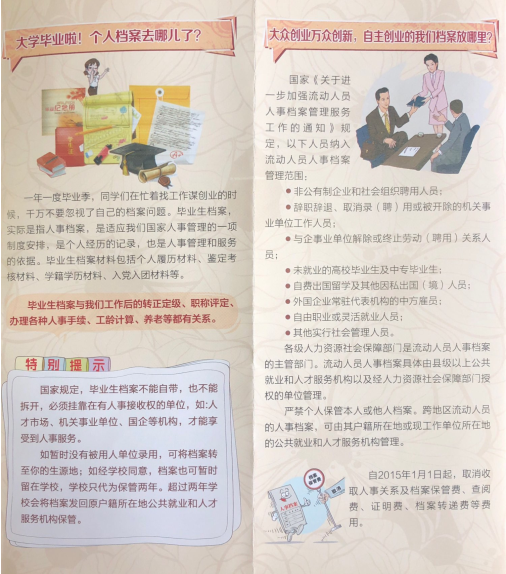 大学毕业啦！个人档案去哪儿了？
一年一度毕业季，同学们在忙着找工作谋创业的时
候，千万不要忽视了自己的档案问题。毕业生档案，
实际是指人事档案，是适应我们国家人事管理的一项
制度安排，是个人经历的记录，也是人事管理和服务
的依据。毕业生档案材料包括个人履历材料、鉴定考
核材料、学籍学历材料、入党入团材料等。
毕业生档案与我们工作后的转正定级、职称评定、
办理各种人事手续、工龄计算、养老等都有关系。
特别提示
国家规定，毕业生档案不能自带，也不能
拆开，必须挂靠在有人事接收权的单位，如:人
才市场、机关事业单位、国企等机构，才能享
受到人事服务。
如暂时没有被用人单位录用，可将档案转
至你的生源地；如经学校同意，档案也可暂时
留在学校，学校只代为保管两年。超过两年学
校会将档案发回原户籍所在地公共就业和人才
服务机构保管。
大众创业万众创新，自主创业的我们档案放哪里？
国家《关于进
一步加强流动人员
人事档案管理服务
工作的通知》规
定，以下人员纳入
流动人员人事档案
管理范围；
●非公有制企业和社会组织聘用人员；
●辞职辞退、取消录（聘）用或被开除的机关事
业单位工作人员；
●与企事业单位解除或终止劳动（聘用）关系人
员；
●未就业的高校毕业生及中专毕业生；
●自费出国留学及其他因私出国（境）人员；
●外国企业常驻代表机构的中方雇员；
●自由职业或灵活就业人员；
●其他实行社会管理人员。
各级人力资源社会保障部门是流动人员人事档案
的主管部门。流动人员人事档案具体由县级以上公共
就业和人才服务机构以及经人力资源社会保障部门授
权的单位管理。
严禁个人保管本人或他人档案。跨地区流动人员
的人事档案，可由其户籍所在地或现工作单位所在地
的公共就业和人才服务机构管理。
人事档案
取消
自2015年1月1日起，取消收
取人事关系及档案保管费、查阅
费、证明费、档案转递费等费
用。